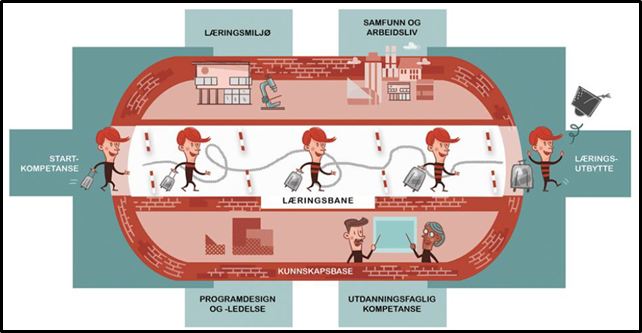 LÆRINGSMILJØ
SAMFUNN OG
ARBEIDSLIV
START-
KOMPETANSE
LÆRINGS-
UTBYTTE
LÆRINGSBANE
KUNNSKAPSBASE
PROGRAMDESIGN
OG -LEDELSE
UTDANNINGSFAGLIG
KOMPETANSE